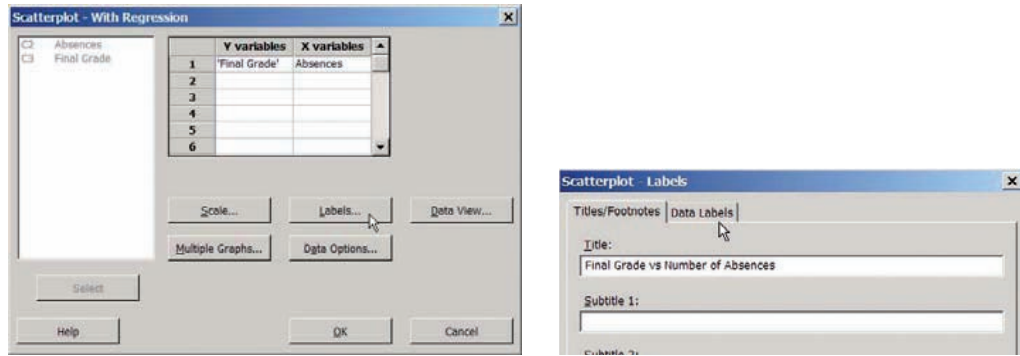 Scatterplot - With Regression
C2 Absences
C3 Final Grade
Y variables X variables
1 'Final Grade' Absences
2
3
4
5
6
Scale... Labels... Data View...
Multiple Graphs... Data Options...
Select
Help OK Cancel
Scatterplot - Labels
Titles/Footnotes Data Labels
Title:
Final Grade vs Number of Absences
Subtitle 1:
Subtitle 2: